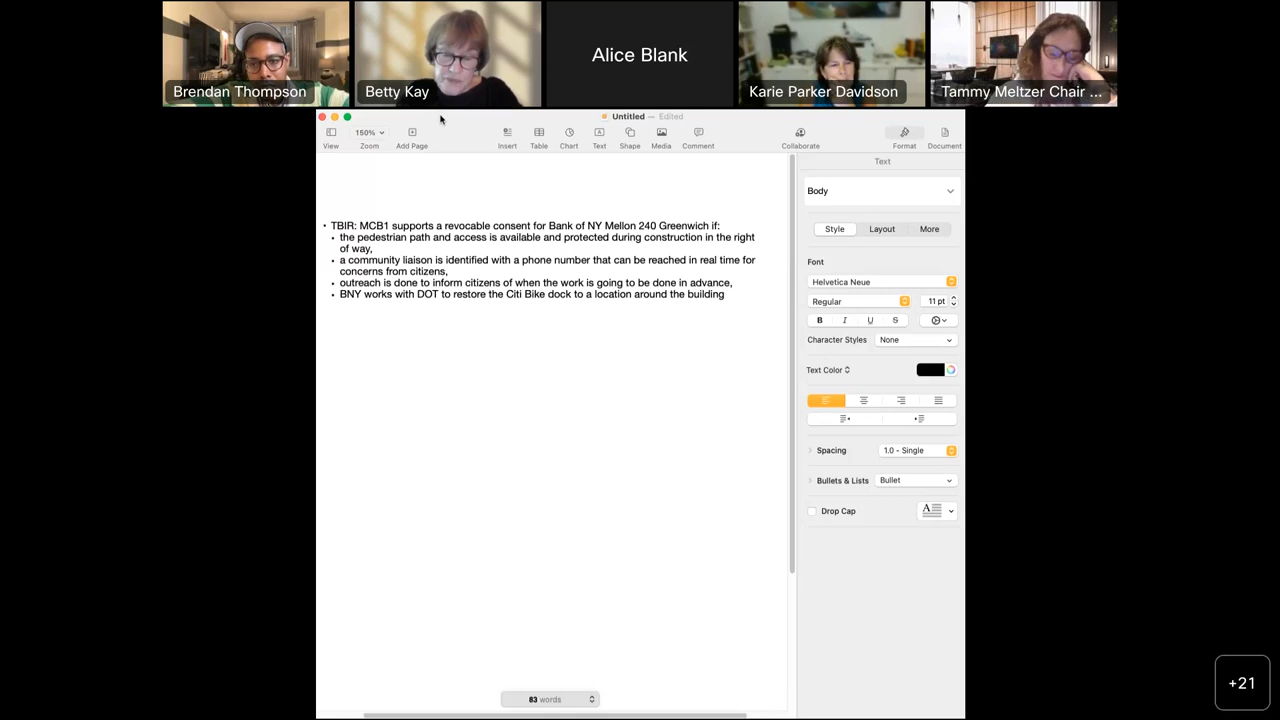 Brendan Thompson
Betty Kay
Alice Blank
Karie Parker Davidson
Tammy Meltzer Chair ...
Untitled — Edited
150%
View
Zoom
Add Page
Insert
Table
Chart
Text
Shape
Media
Comment
Collaborate
Format
Document
• TBIR: MCB1 supports a revocable consent for Bank of NY Mellon 240 Greenwich if:
• the pedestrian path and access is available and protected during construction in the right
of way,
• a community liaison is identified with a phone number that can be reached in real time for
concerns from citizens,
• outreach is done to inform citizens of when the work is going to be done in advance,
• BNY works with DOT to restore the Citi Bike dock to a location around the building
83 words
Text
Body
Style
Layout
More
Font
Helvetica Neue
Regular
11 pt
B I U S
Character Styles
None
Text Color
Spacing
1.0 - Single
Bullets & Lists
Bullet
Drop Cap
A
+21